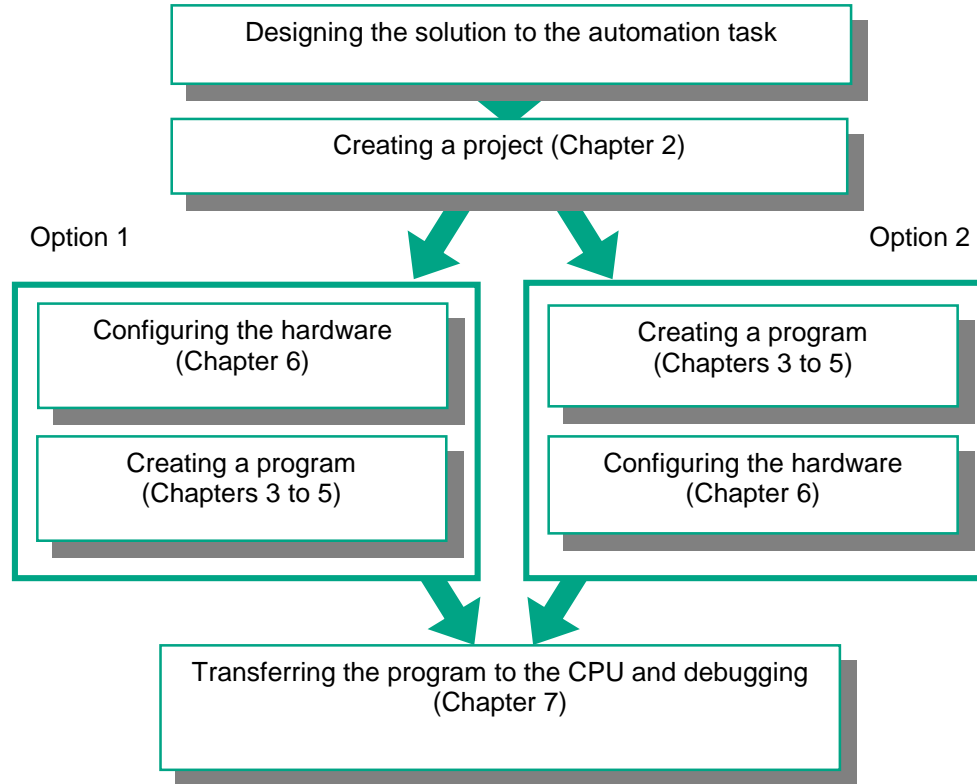 Designing the solution to the automation task
Creating a project (Chapter 2)
Option 1
Option 2
Configuring the hardware
(Chapter 6)
Creating a program
(Chapters 3 to 5)
Creating a program
(Chapters 3 to 5)
Configuring the hardware
(Chapter 6)
Transferring the program to the CPU and debugging
(Chapter 7)